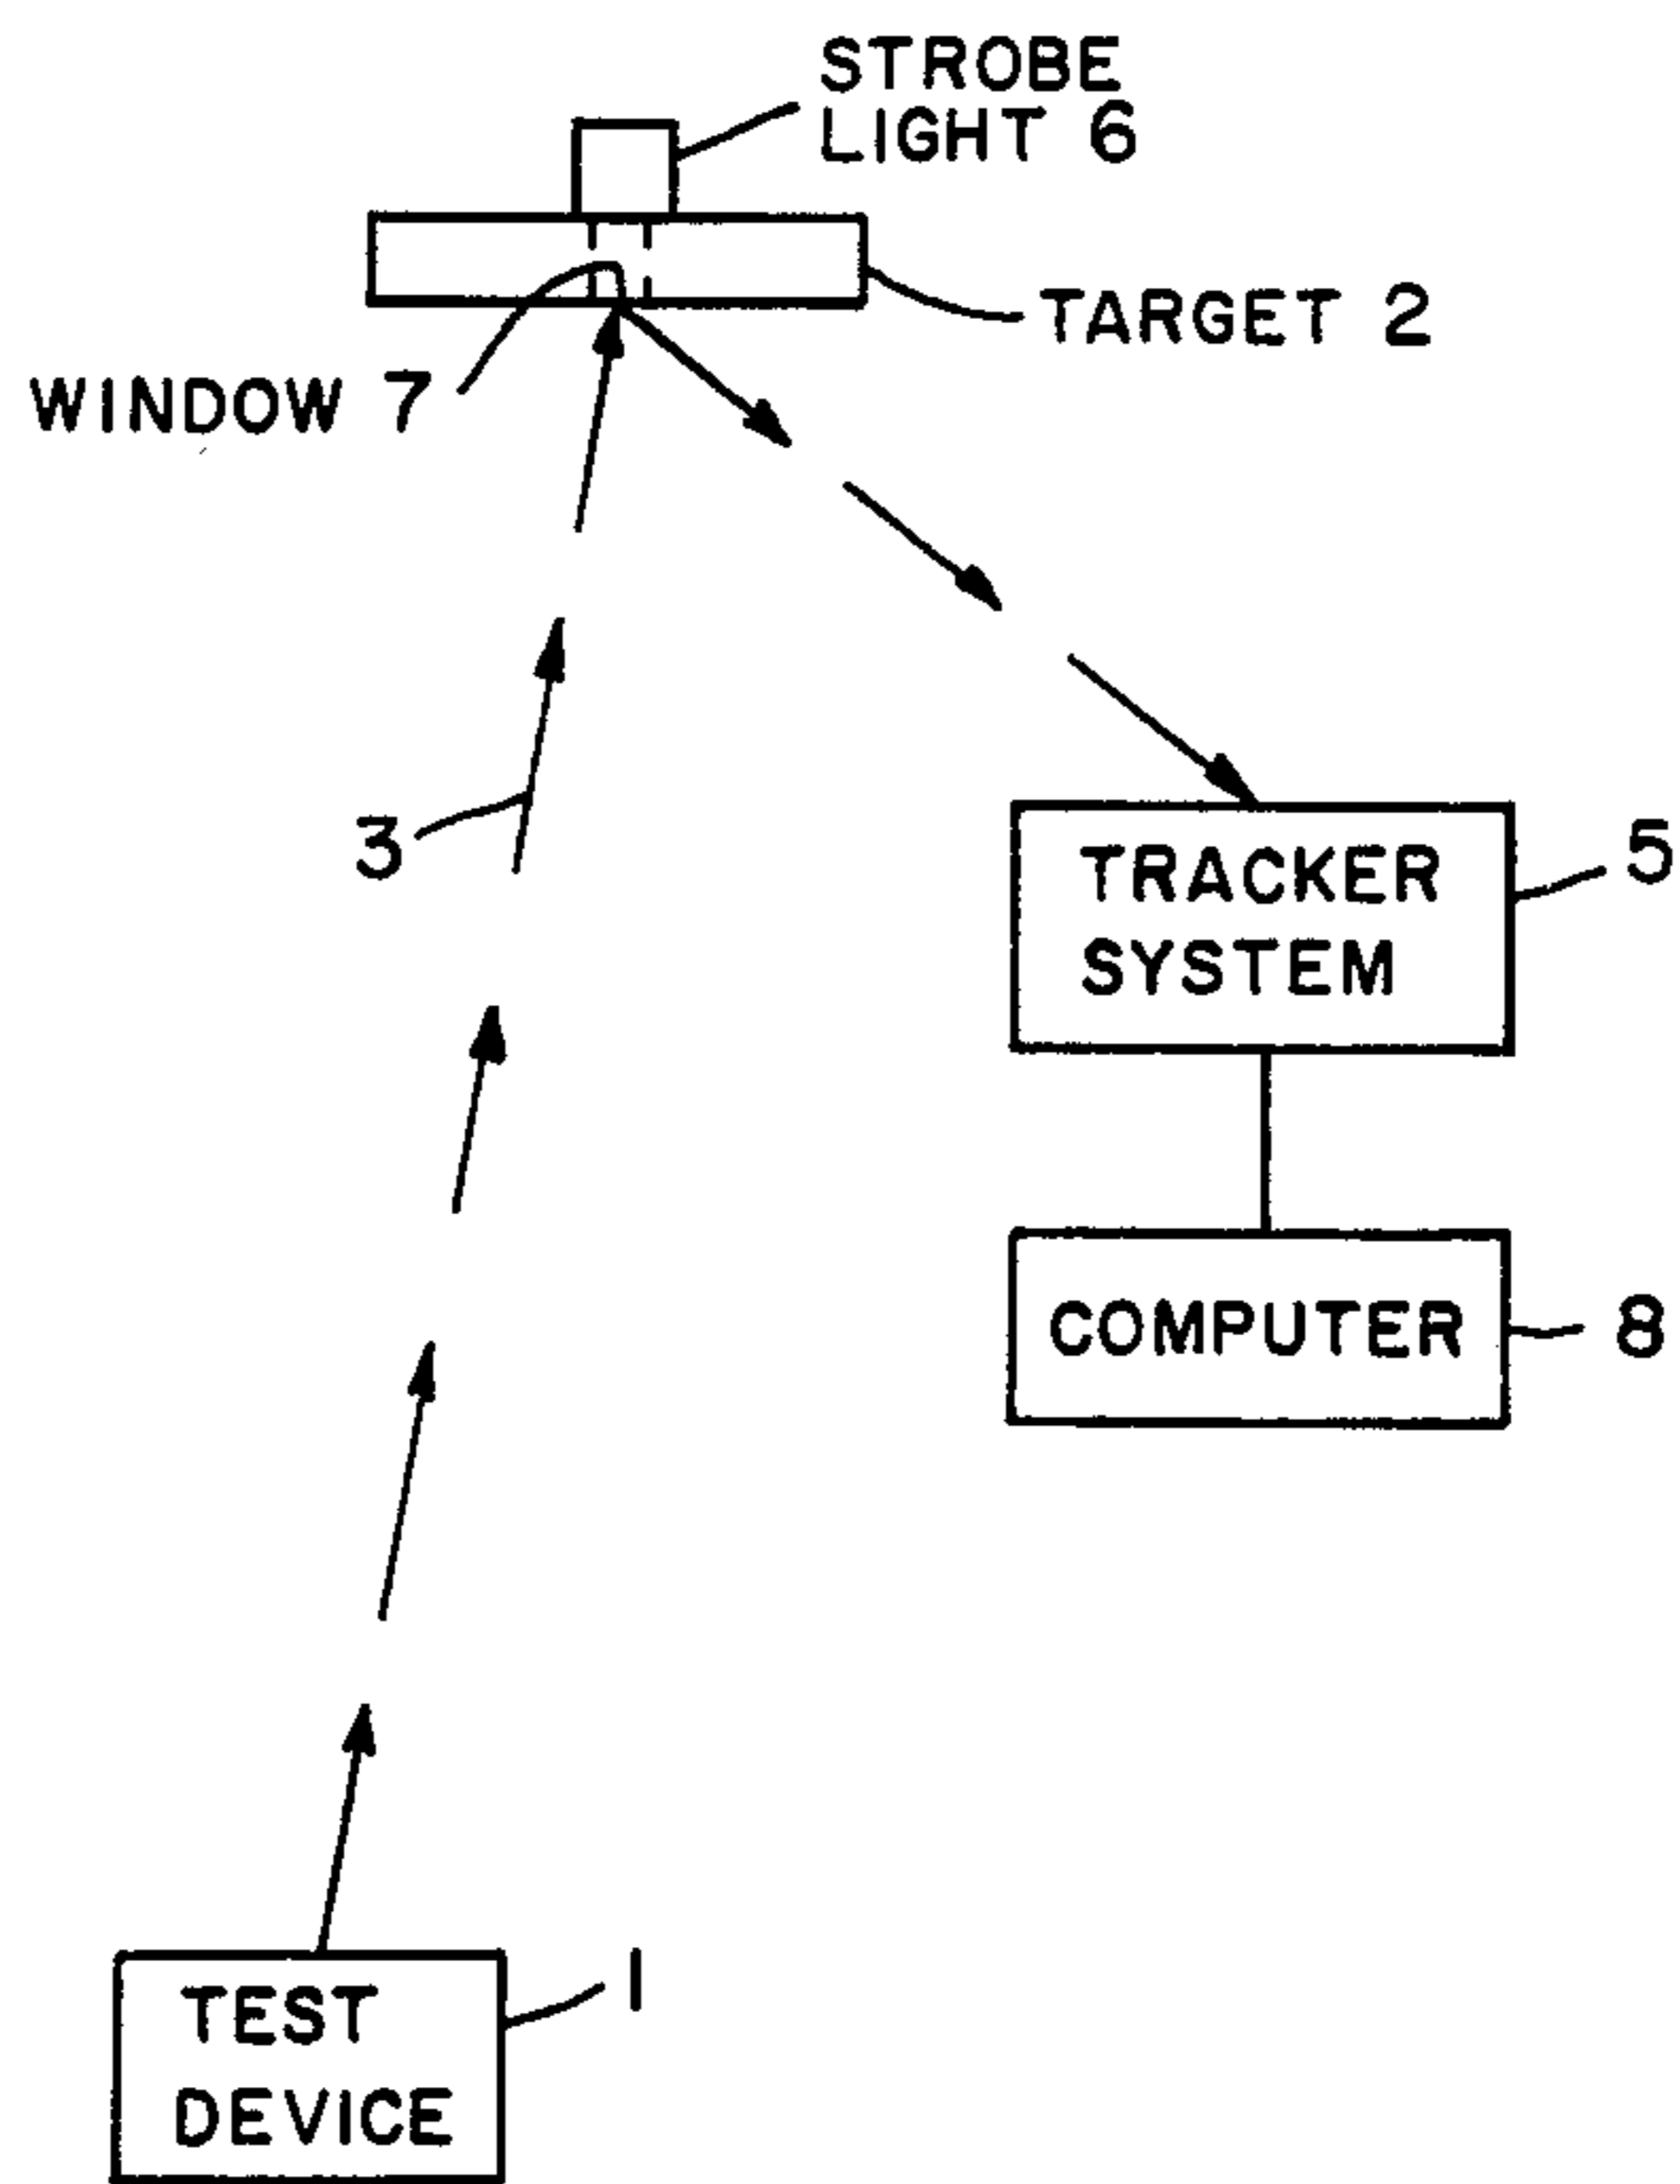 STROBE
LIGHT 6
TARGET 2
WINDOW 7
3
TRACKER
SYSTEM
5
COMPUTER
8
TEST
DEVICE
1